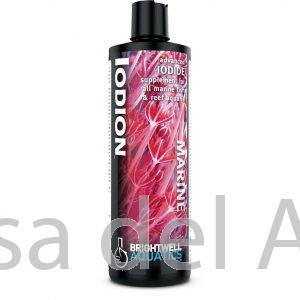 IODION
advanced
IODIDE
supplement for
all marine fish
& reef aquaria
MARINE
BRIGHTWELL
AQUATICS
sa del A